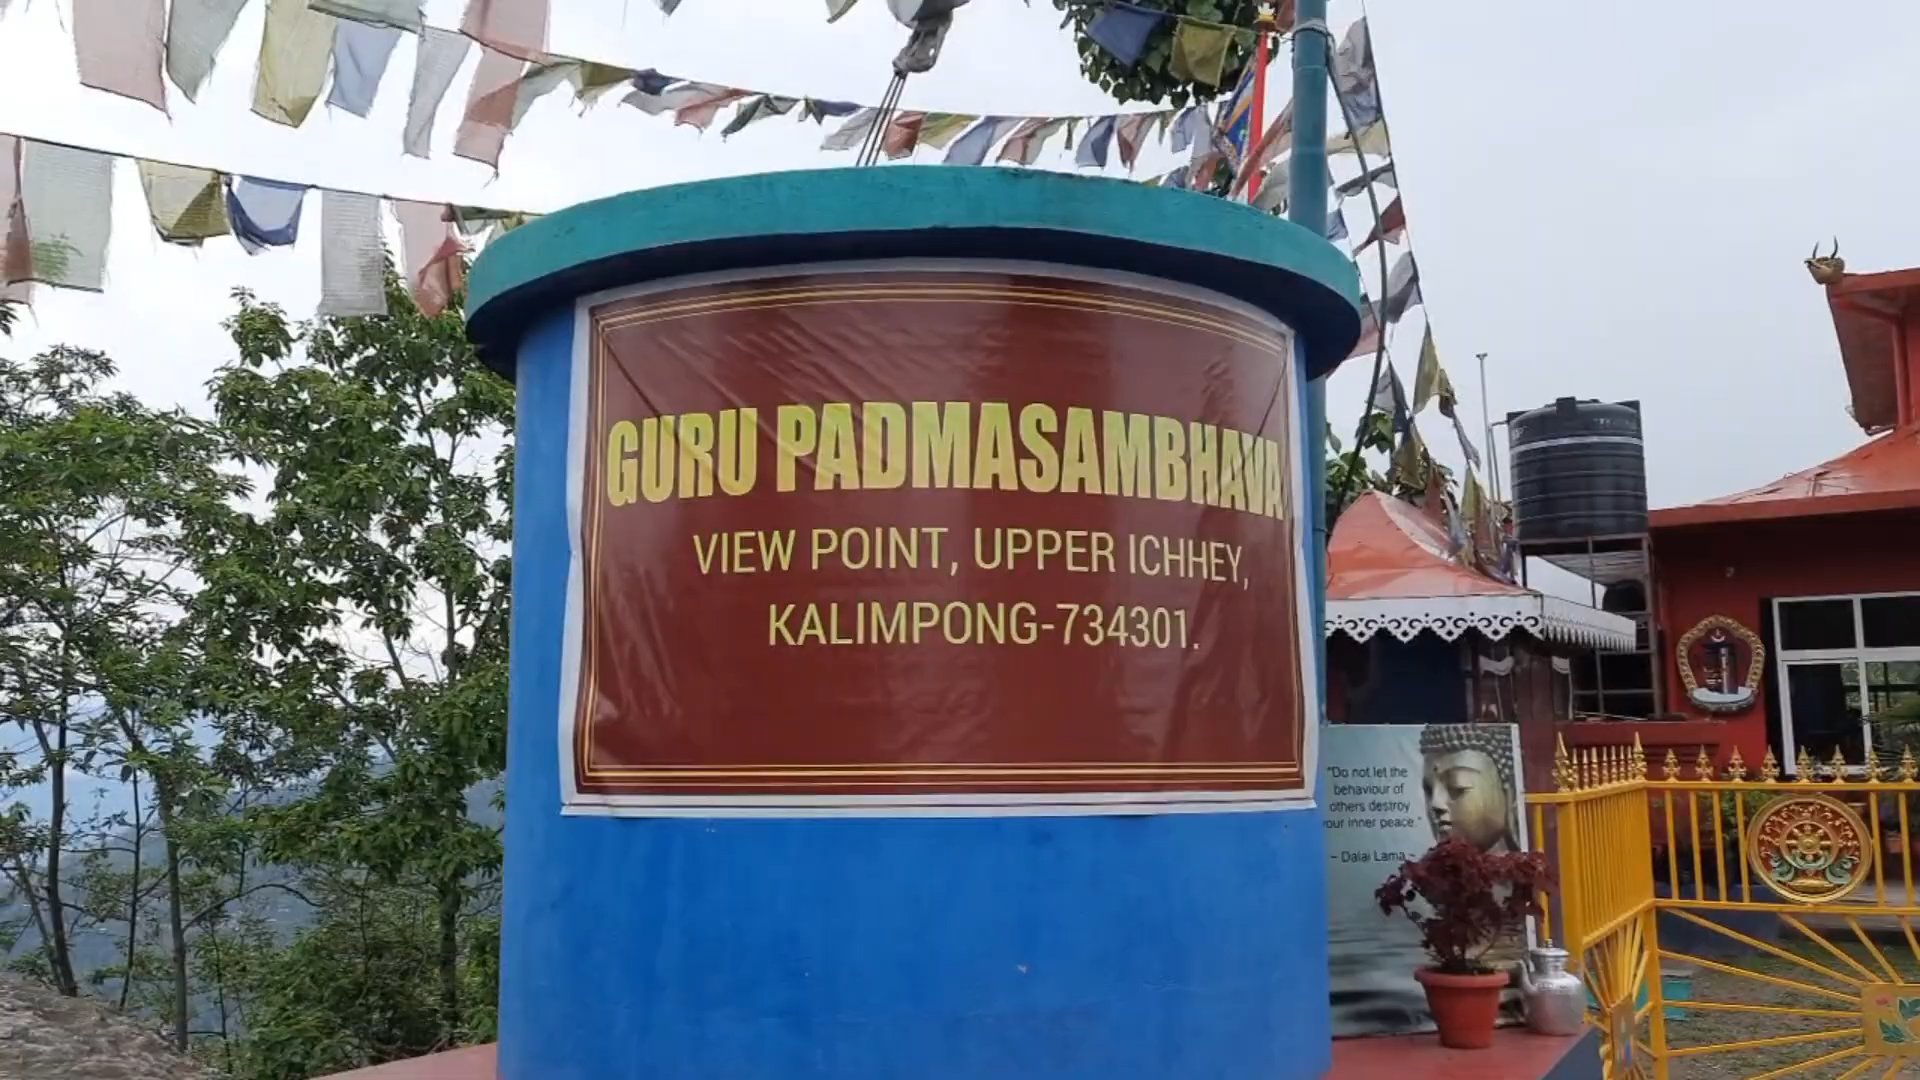 GURU PADMASAMBHAVA
VIEW POINT, UPPER ICHHEY,
KALIMPONG-734301.
"Do not let the
behaviour of
others destroy
your inner peace."
- Dalai Lama -